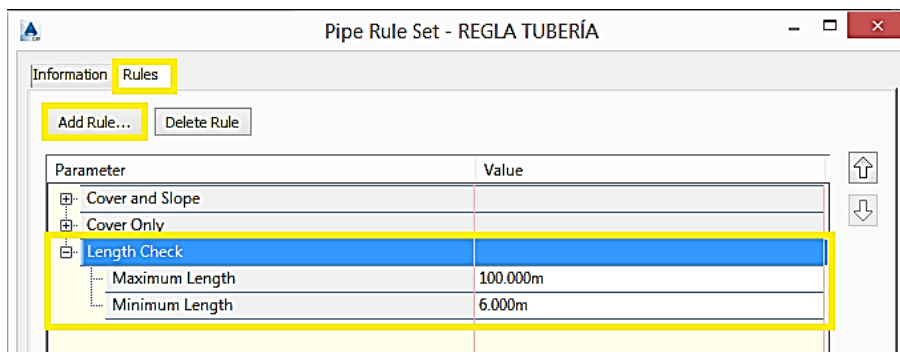 Pipe Rule Set - REGLA TUBERÍA
Information Rules
Add Rule... Delete Rule
Parameter Value
Cover and Slope
Cover Only
Length Check
Maximum Length 100.000m
Minimum Length 6.000m